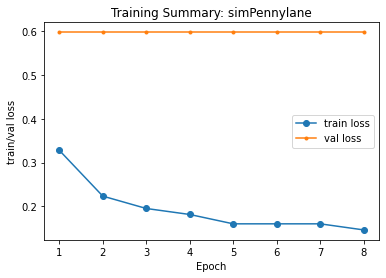 Training Summary: simPennylane
0.6
0.5
0.4
0.3
0.2
train/val loss
train loss
val loss
1 2 3 4 5 6 7 8
Epoch